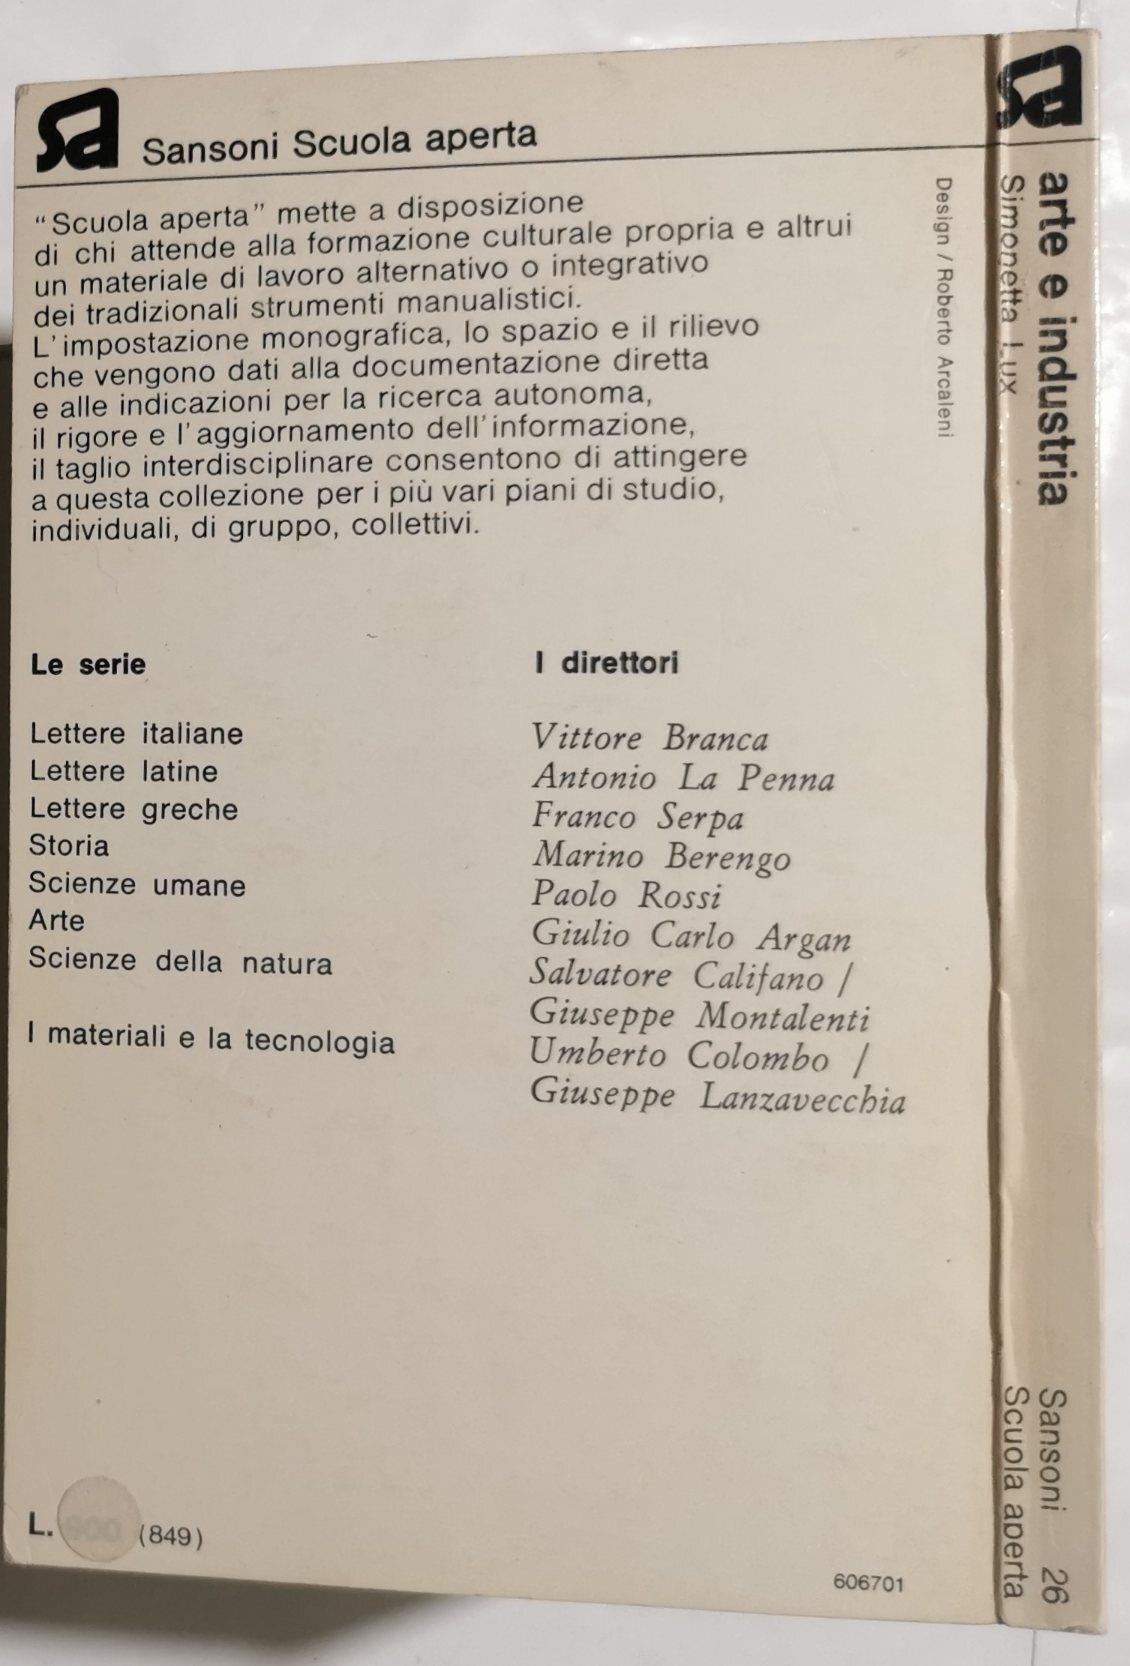 sa Sansoni Scuola aperta
“Scuola aperta” mette a disposizione
di chi attende alla formazione culturale propria e altrui
un materiale di lavoro alternativo o integrativo
dei tradizionali strumenti manualistici.
L'impostazione monografica, lo spazio e il rilievo
che vengono dati alla documentazione diretta
e alle indicazioni per la ricerca autonoma,
il rigore e l'aggiornamento dell'informazione,
il taglio interdisciplinare consentono di attingere
a questa collezione per i più vari piani di studio,
individuali, di gruppo, collettivi.
Design / Roberto Arcaleni
Le serie
Lettere italiane
Lettere latine
Lettere greche
Storia
Scienze umane
Arte
Scienze della natura
I materiali e la tecnologia
I direttori
Vittore Branca
Antonio La Penna
Franco Serpa
Marino Berengo
Paolo Rossi
Giulio Carlo Argan
Salvatore Califano /
Giuseppe Montalenti
Umberto Colombo /
Giuseppe Lanzavecchia
L. (849)
606701
sa
arte e industria
Simonetta Lux
Sansoni 26
Scuola aperta